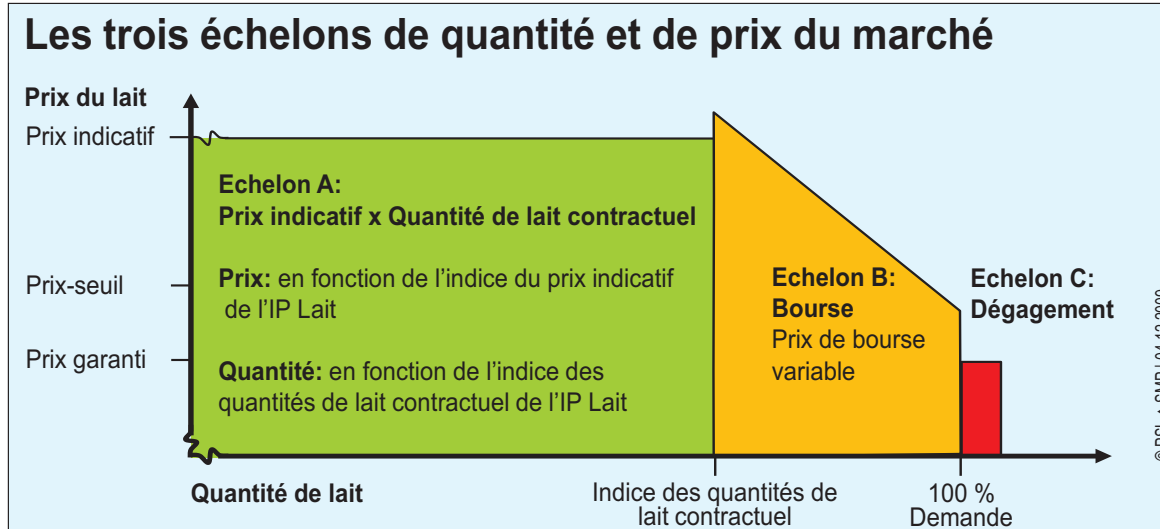 Les trois échelons de quantité et de prix du marché
Prix du lait
Prix indicatif
Echelon A:
Prix indicatif x Quantité de lait contractuel
Prix: en fonction de l'indice du prix indicatif
de l'IP Lait
Quantité: en fonction de l'indice des
quantités de lait contractuel de l'IP Lait
Prix-seuil
Prix garanti
Echelon B:
Bourse
Prix de bourse
variable
Echelon C:
Dégagement
Quantité de lait
Indice des quantités de
lait contractuel
100 %
Demande